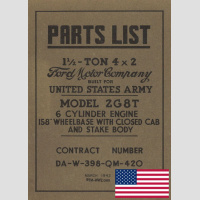 PARTS LIST
1½-TON 4 x 2
Ford Motor Company
BUILT FOR
UNITED STATES ARMY
MODEL ZG8T
6 CYLINDER ENGINE
158" WHEELBASE WITH CLOSED CAB
AND STAKE BODY
CONTRACT NUMBER
DA-W-398-QM-420